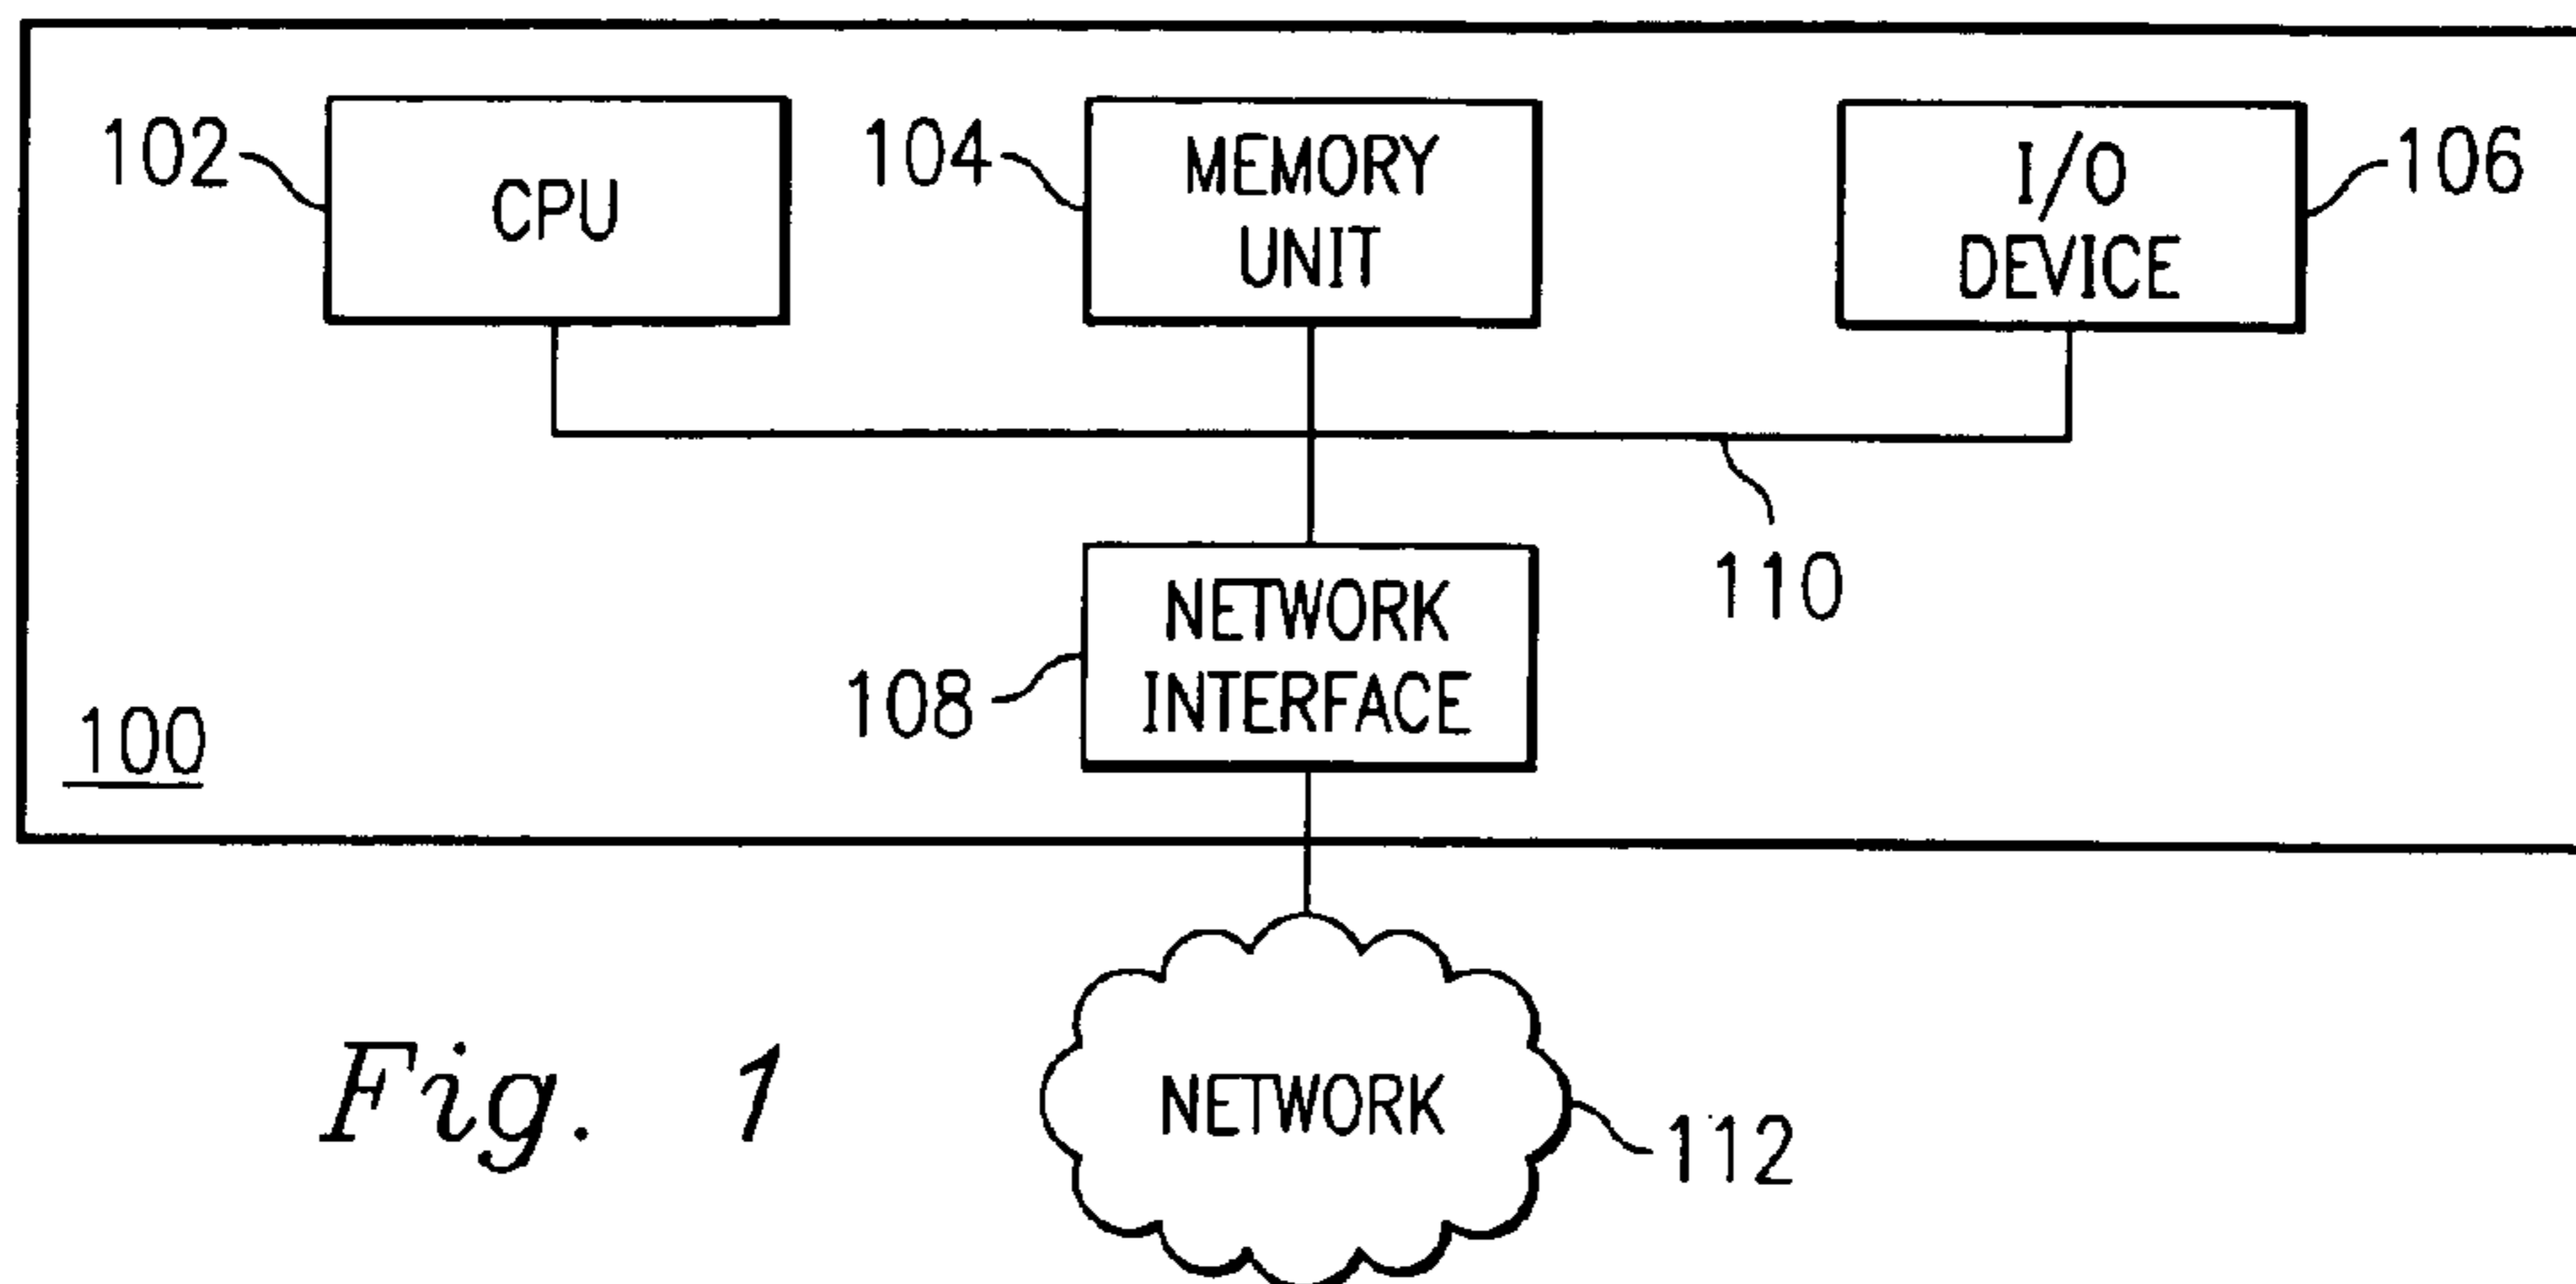 102
CPU
104
MEMORY
UNIT
I/O
DEVICE
106
110
NETWORK
INTERFACE
108
100
NETWORK
112
Fig. 1